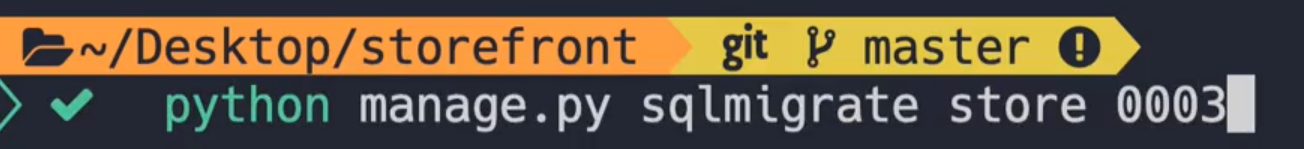 ~/Desktop/storefront git master !
python manage.py sqlmigrate store 0003